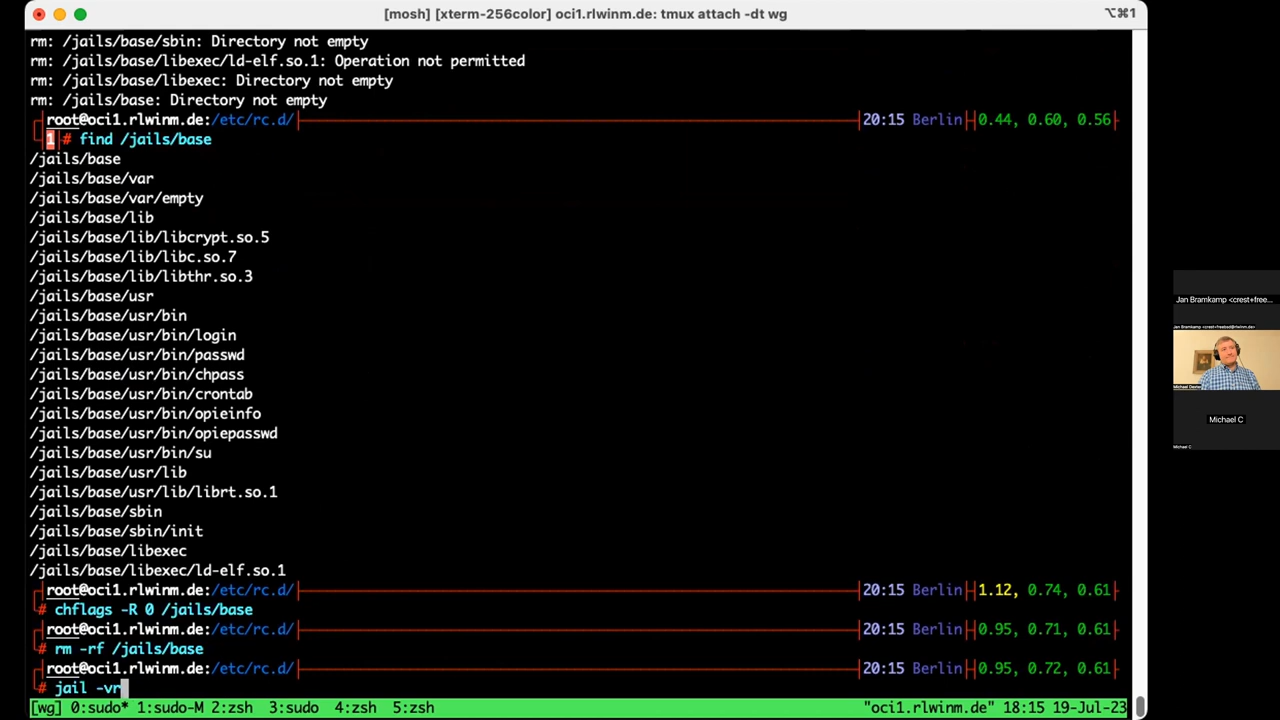 [mosh] [xterm-256color] oci1.rlwinm.de: tmux attach -dt wg
⌥⌘1
rm: /jails/base/sbin: Directory not empty
rm: /jails/base/libexec/ld-elf.so.1: Operation not permitted
rm: /jails/base/libexec: Directory not empty
rm: /jails/base: Directory not empty
root@oci1.rlwinm.de:/etc/rc.d/ 20:15 Berlin 0.44, 0.60, 0.56
1 # find /jails/base
/jails/base
/jails/base/var
/jails/base/var/empty
/jails/base/lib
/jails/base/lib/libcrypt.so.5
/jails/base/lib/libc.so.7
/jails/base/lib/libthr.so.3
/jails/base/usr
/jails/base/usr/bin
/jails/base/usr/bin/login
/jails/base/usr/bin/passwd
/jails/base/usr/bin/chpass
/jails/base/usr/bin/crontab
/jails/base/usr/bin/opieinfo
/jails/base/usr/bin/opiepasswd
/jails/base/usr/bin/su
/jails/base/usr/lib
/jails/base/usr/lib/librt.so.1
/jails/base/sbin
/jails/base/sbin/init
/jails/base/libexec
/jails/base/libexec/ld-elf.so.1
root@oci1.rlwinm.de:/etc/rc.d/ 20:15 Berlin 1.12, 0.74, 0.61
# chflags -R 0 /jails/base
root@oci1.rlwinm.de:/etc/rc.d/ 20:15 Berlin 0.95, 0.71, 0.61
# rm -rf /jails/base
root@oci1.rlwinm.de:/etc/rc.d/ 20:15 Berlin 0.95, 0.72, 0.61
# jail -vr
[wg] 0:sudo* 1:sudo-M 2:zsh 3:sudo 4:zsh 5:zsh "oci1.rlwinm.de" 18:15 19-Jul-23
Jan Bramkamp <crest+free...
Jan Bramkamp <crest+freebsd@rlwinm.de>
Michael Dexter
Michael C
Michael C